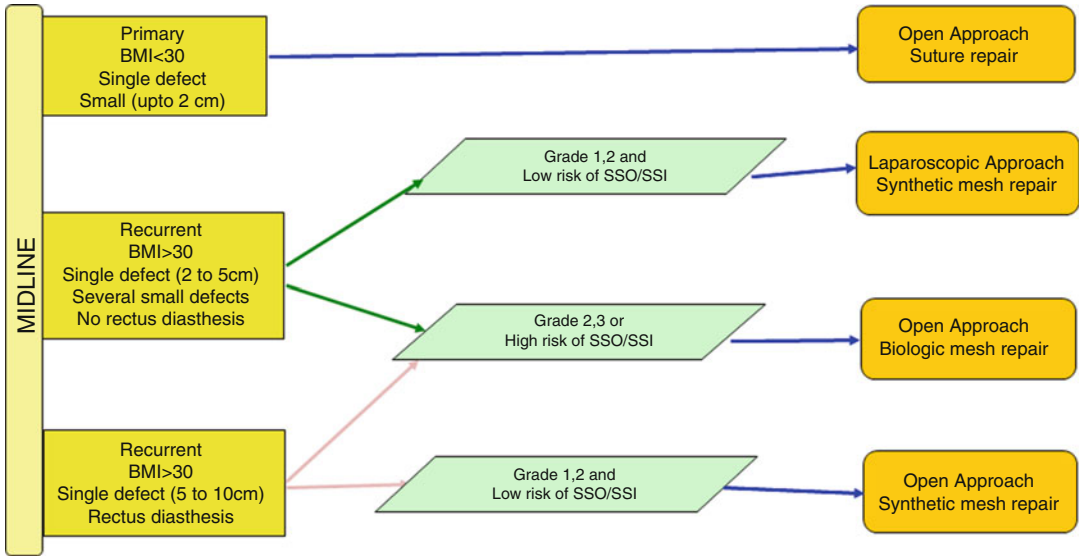 MIDLINE
Primary
BMI<30
Single defect
Small (upto 2 cm)
Open Approach
Suture repair
Grade 1,2 and
Low risk of SSO/SSI
Laparoscopic Approach
Synthetic mesh repair
Recurrent
BMI>30
Single defect (2 to 5cm)
Several small defects
No rectus diasthesis
Grade 2,3 or
High risk of SSO/SSI
Open Approach
Biologic mesh repair
Recurrent
BMI>30
Single defect (5 to 10cm)
Rectus diasthesis
Grade 1,2 and
Low risk of SSO/SSI
Open Approach
Synthetic mesh repair